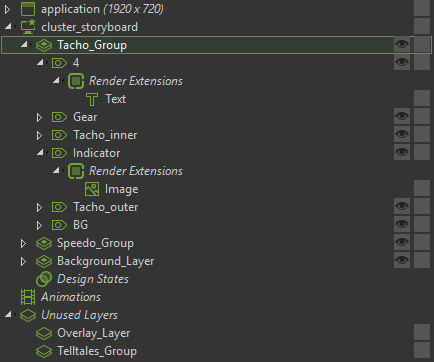 application (1920 x 720)
cluster_storyboard
Tacho_Group
4
Render Extensions
Text
Gear
Tacho_inner
Indicator
Render Extensions
Image
Tacho_outer
BG
Speedo_Group
Background_Layer
Design States
Animations
Unused Layers
Overlay_Layer
Telltales_Group